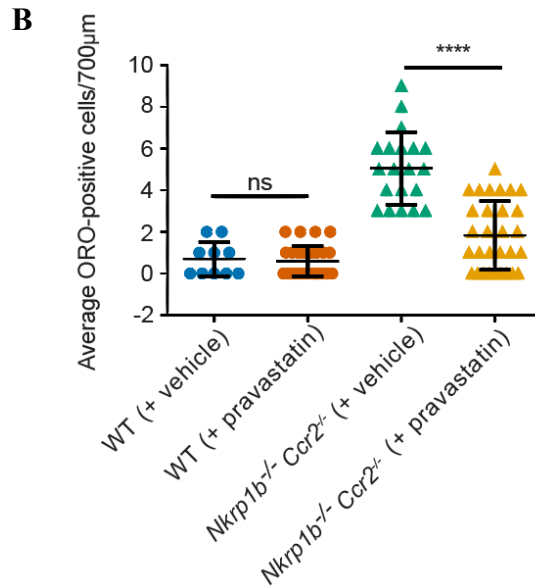 B
****
Average ORO-positive cells/700µm
10
8
6
4
2
0
-2
ns
WT (+ vehicle)
WT (+ pravastatin)
Nkrp1b-/- Ccr2-/- (+ vehicle)
Nkrp1b-/- Ccr2-/- (+ pravastatin)